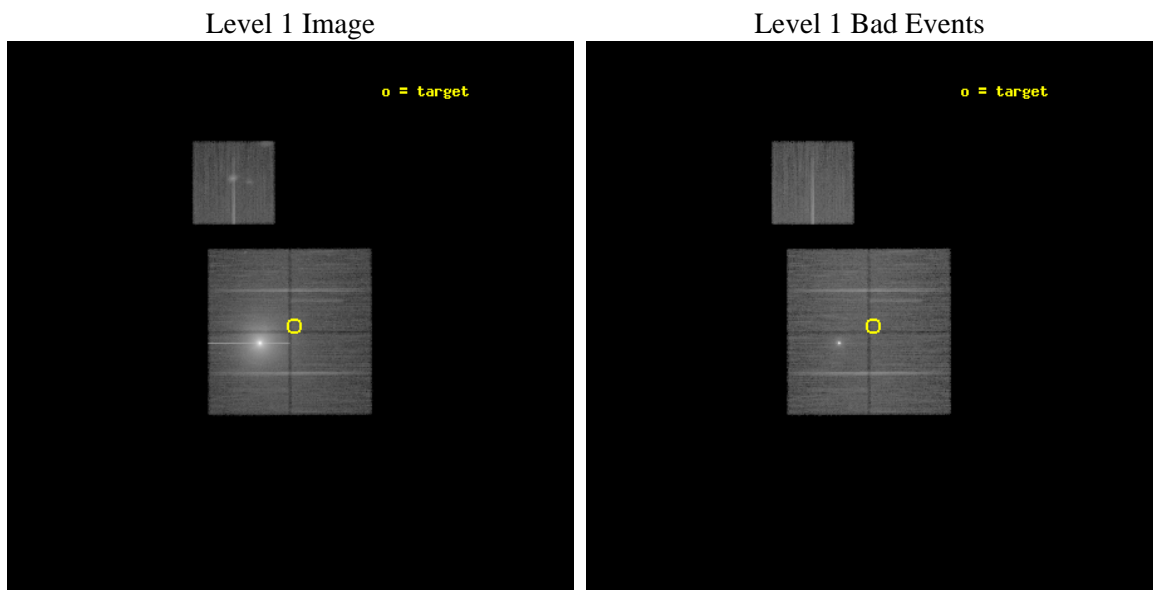 Level 1 Image
Level 1 Bad Events
o = target
o = target